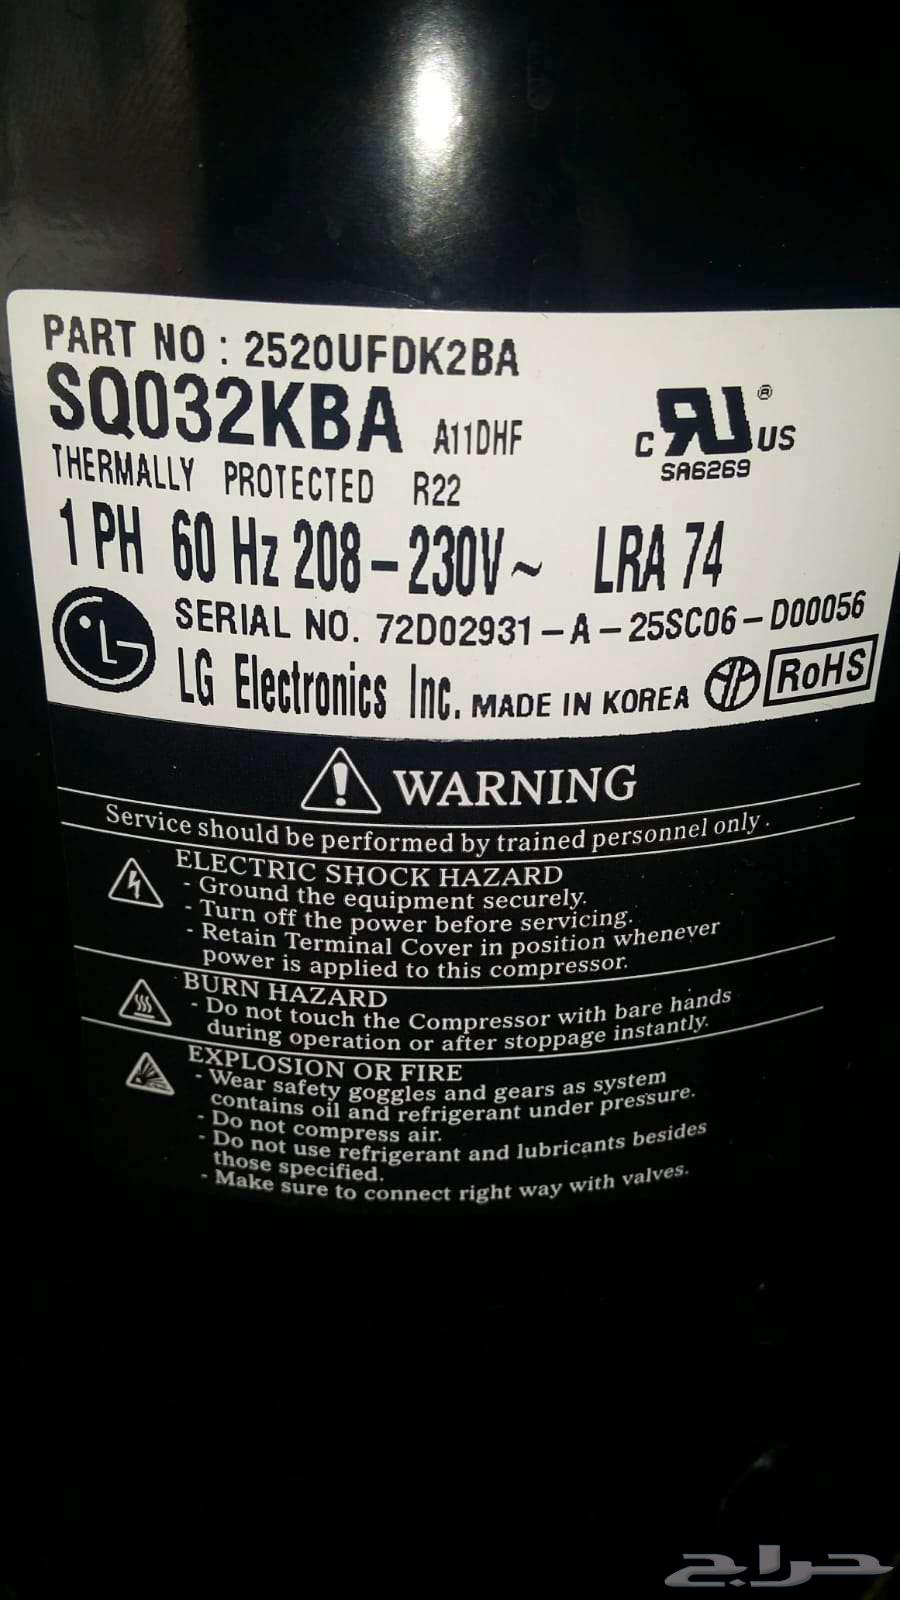 PART NO : 2520UFDK2BA
SQ032KBA A11DHF
c RU ® US
SA6269
THERMALLY PROTECTED R22
1 PH 60 Hz 208-230V~ LRA 74
SERIAL NO. 72D02931-A-25SC06-D00056
LG
LG Electronics Inc. MADE IN KOREA RoHS
WARNING
Service should be performed by trained personnel only.
ELECTRIC SHOCK HAZARD
- Ground the equipment securely.
- Turn off the power before servicing.
- Retain Terminal Cover in position whenever
power is applied to this compressor.
BURN HAZARD
- Do not touch the Compressor with bare hands
during operation or after stoppage instantly.
EXPLOSION OR FIRE
- Wear safety goggles and gears as system
contains oil and refrigerant under pressure.
- Do not compress air.
- Do not use refrigerant and lubricants besides
those specified.
- Make sure to connect right way with valves.
حراج